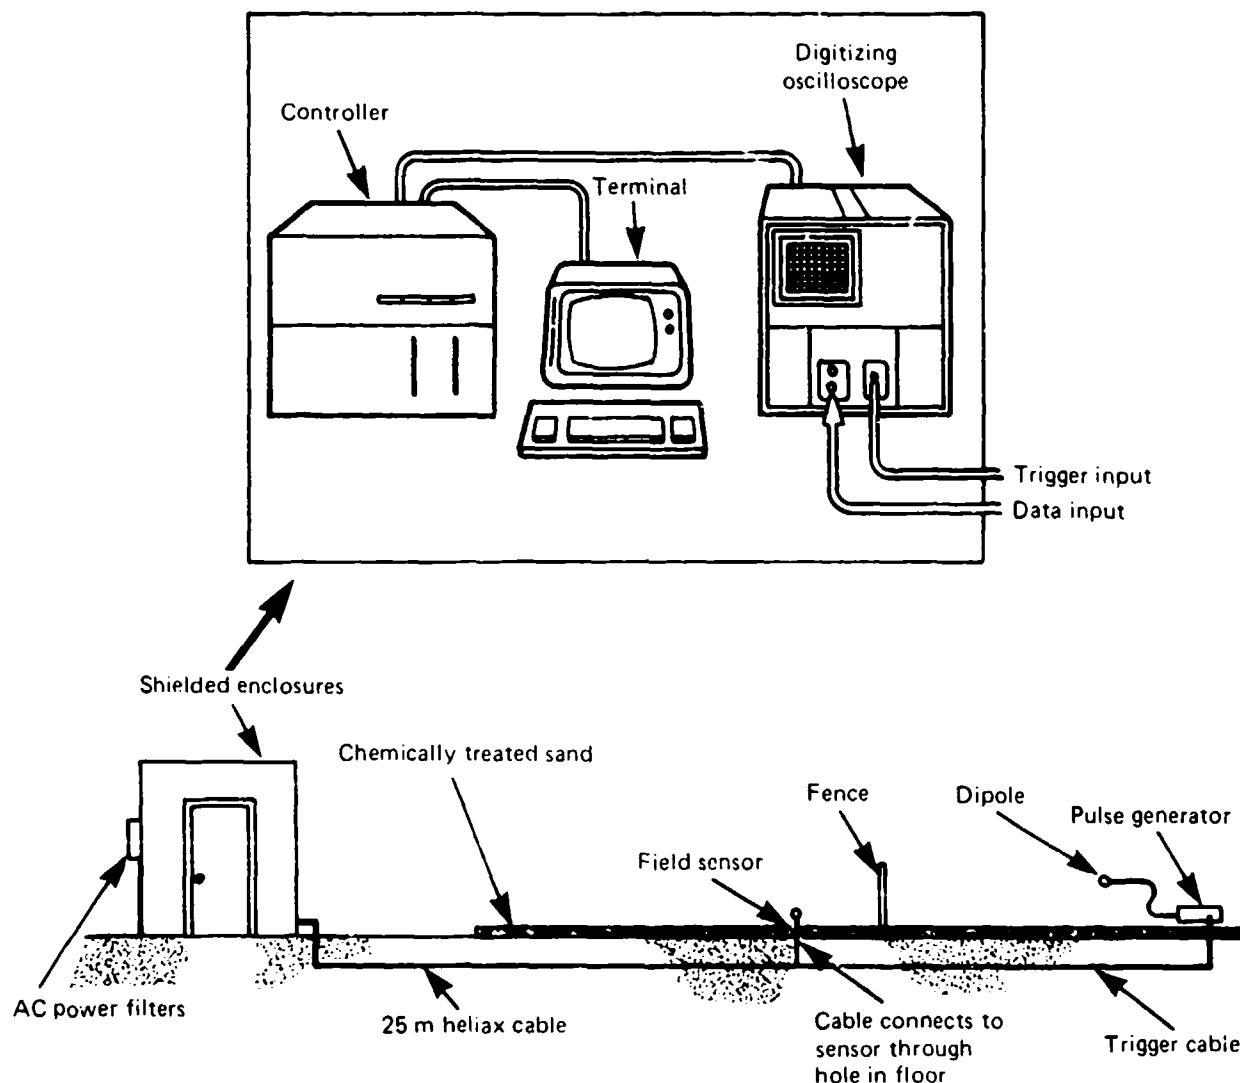 Digitizing
oscilloscope
Controller
Terminal
Trigger input
Data input
Shielded enclosures
Chemically treated sand
Fence
Dipole
Pulse generator
Field sensor
AC power filters
25 m heliax cable
Cable connects to
sensor through
hole in floor
Trigger cable